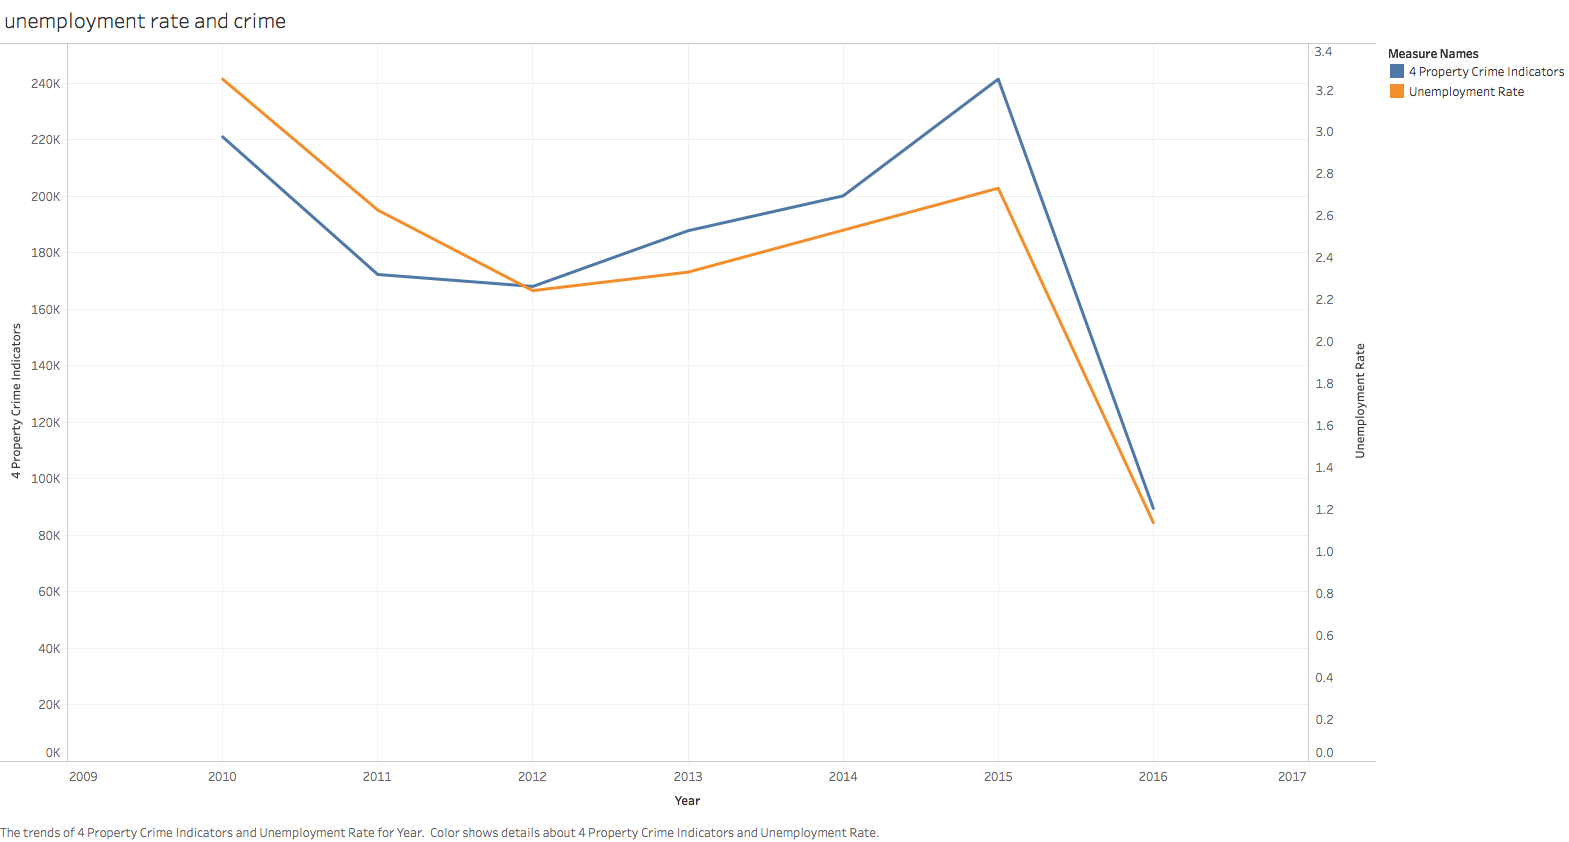 unemployment rate and crime
Measure Names
4 Property Crime Indicators
Unemployment Rate
4 Property Crime Indicators
240K
220K
200K
180K
160K
140K
120K
100K
80K
60K
40K
20K
0K
3.4
3.2
3.0
2.8
2.6
2.4
2.2
2.0
1.8
1.6
1.4
1.2
1.0
0.8
0.6
0.4
0.2
0.0
Unemployment Rate
2009 2010 2011 2012 2013 2014 2015 2016 2017
Year
The trends of 4 Property Crime Indicators and Unemployment Rate for Year.  Color shows details about 4 Property Crime Indicators and Unemployment Rate.